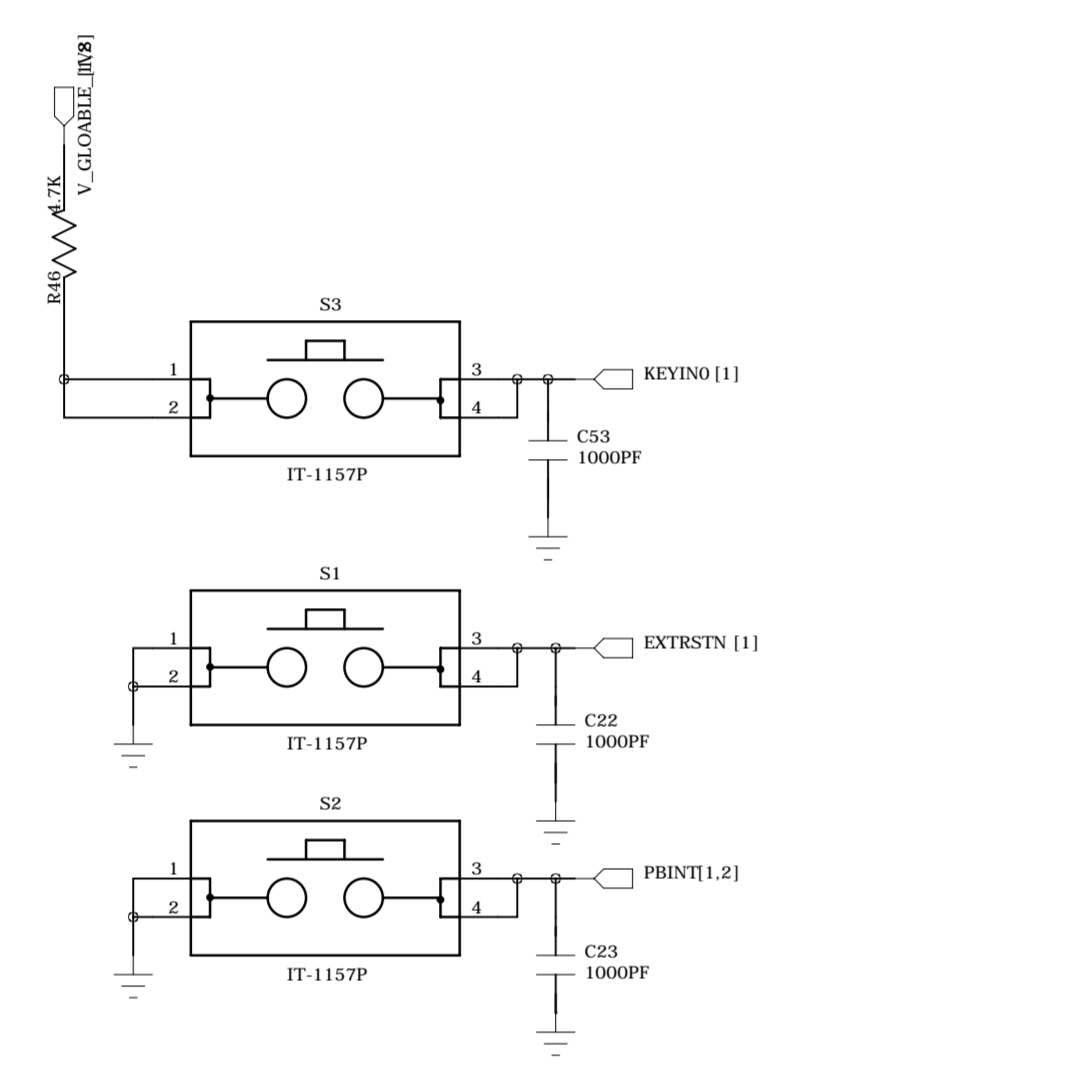 V_GLOABLE_
4.7K
R46
S3
1
3
KEYIN0 [1]
2
4
C53
1000PF
IT-1157P
S1
1
3
EXTRSTN [1]
2
4
C22
1000PF
IT-1157P
S2
1
3
PBINT[1,2]
2
4
C23
1000PF
IT-1157P